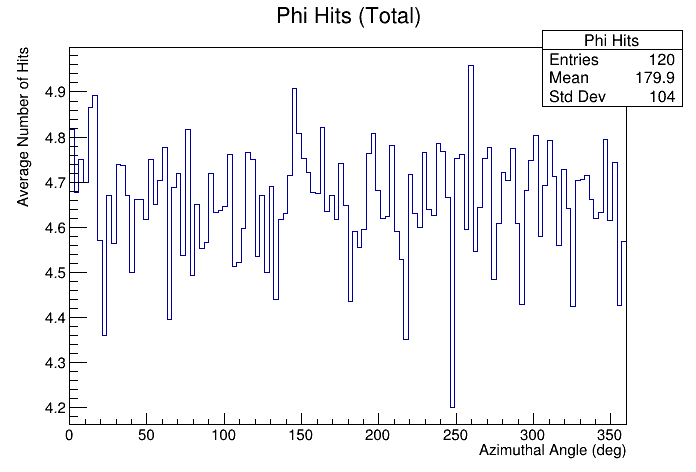 Phi Hits (Total)
Phi Hits
Entries 120
Mean 179.9
Std Dev 104
Average Number of Hits
4.9
4.8
4.7
4.6
4.5
4.4
4.3
4.2
0 50 100 150 200 250 300 350
Azimuthal Angle (deg)